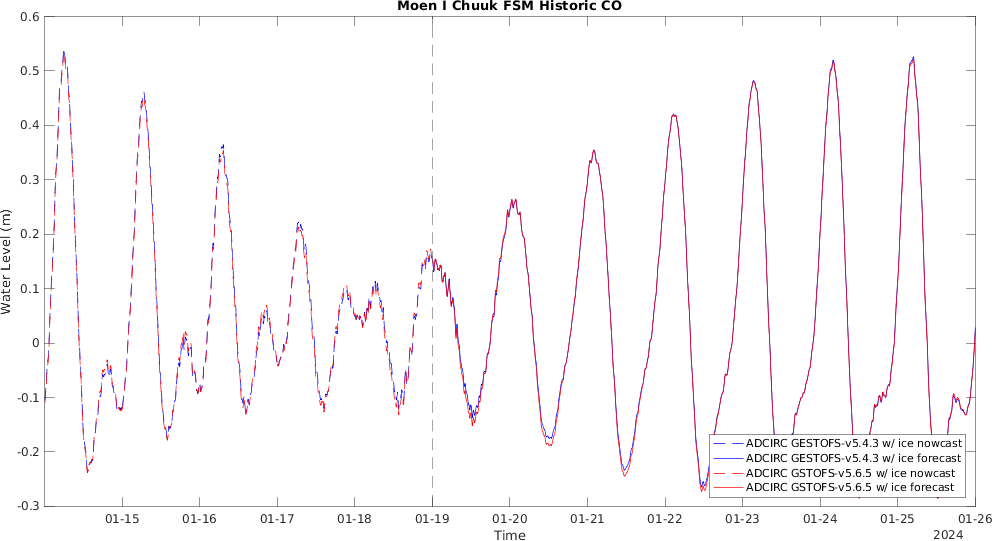 Moen I Chuuk FSM Historic CO
0.6
0.5
0.4
0.3
0.2
0.1
0
-0.1
-0.2
-0.3
Water Level (m)
ADCIRC GESTOFS-v5.4.3 w/ ice nowcast
ADCIRC GESTOFS-v5.4.3 w/ ice forecast
ADCIRC GSTOFS-v5.6.5 w/ ice nowcast
ADCIRC GSTOFS-v5.6.5 w/ ice forecast
01-15 01-16 01-17 01-18 01-19 01-20 01-21 01-22 01-23 01-24 01-25 01-26
Time
2024